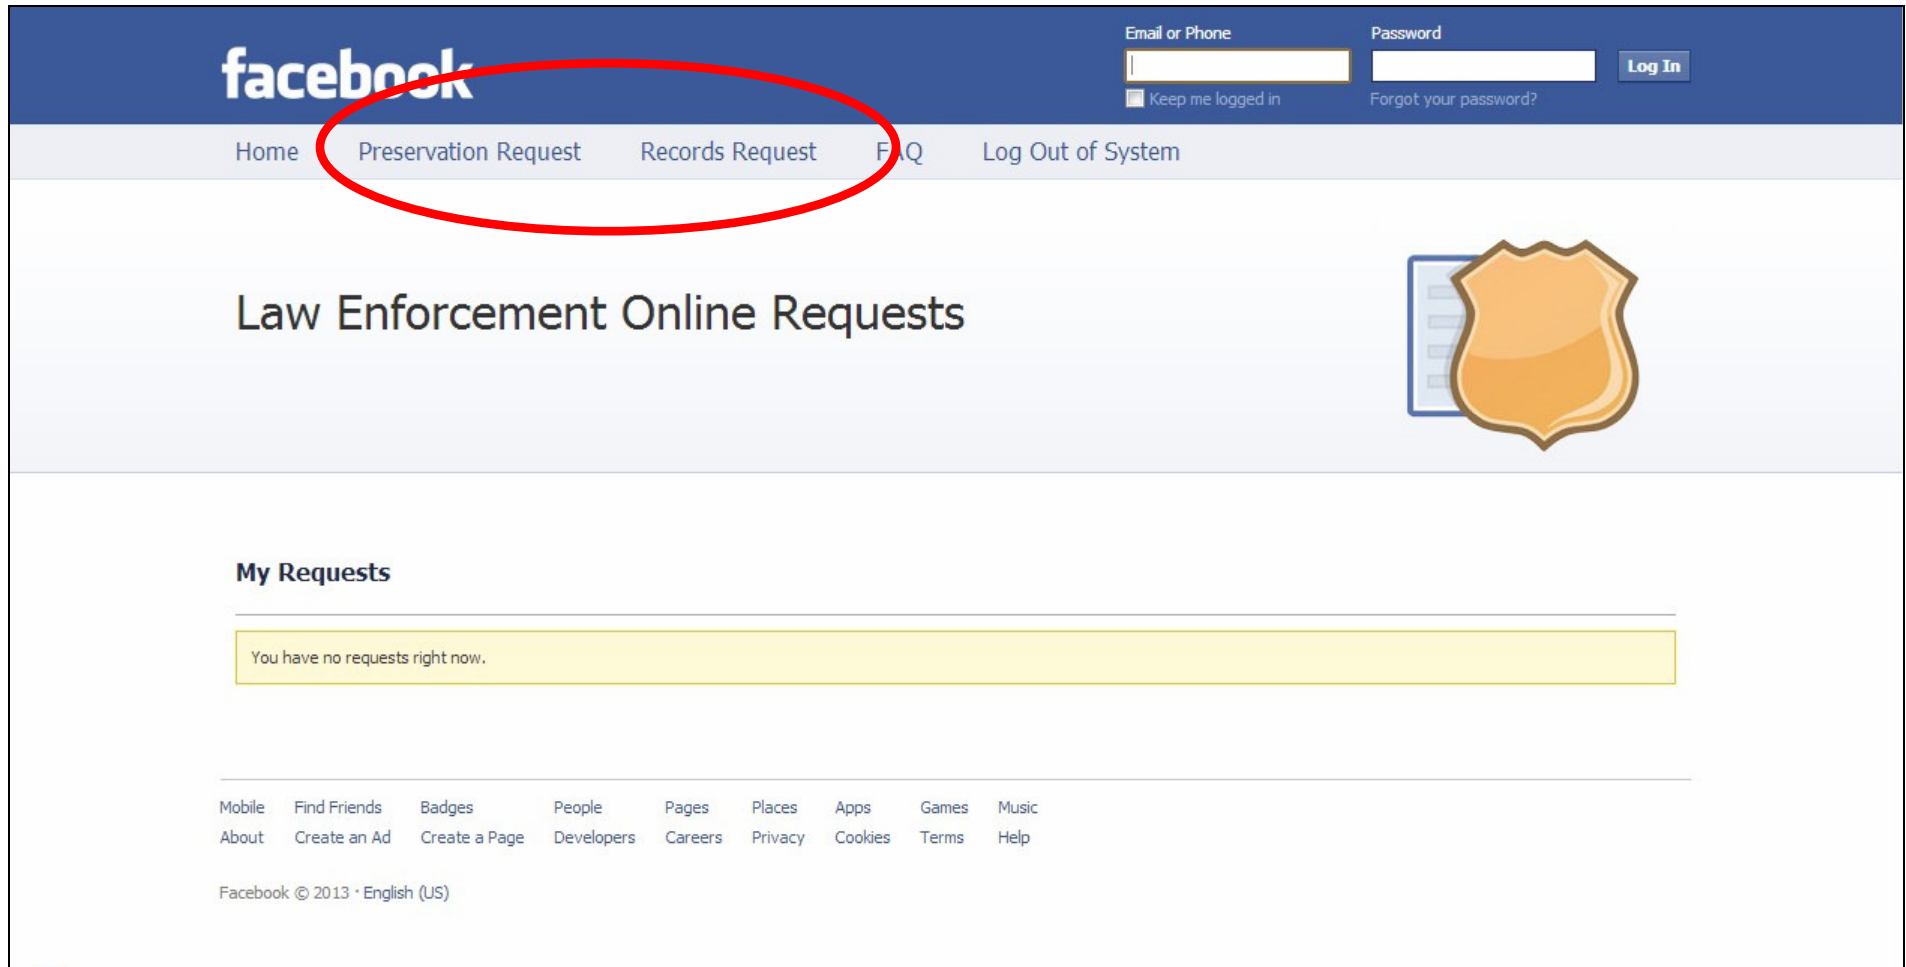 facebook
Email or Phone
Password
Log In
Keep me logged in
Forgot your password?
Home Preservation Request Records Request FAQ Log Out of System
Law Enforcement Online Requests
My Requests
You have no requests right now.
Mobile Find Friends Badges People Pages Places Apps Games Music
About Create an Ad Create a Page Developers Careers Privacy Cookies Terms Help
Facebook © 2013 · English (US)